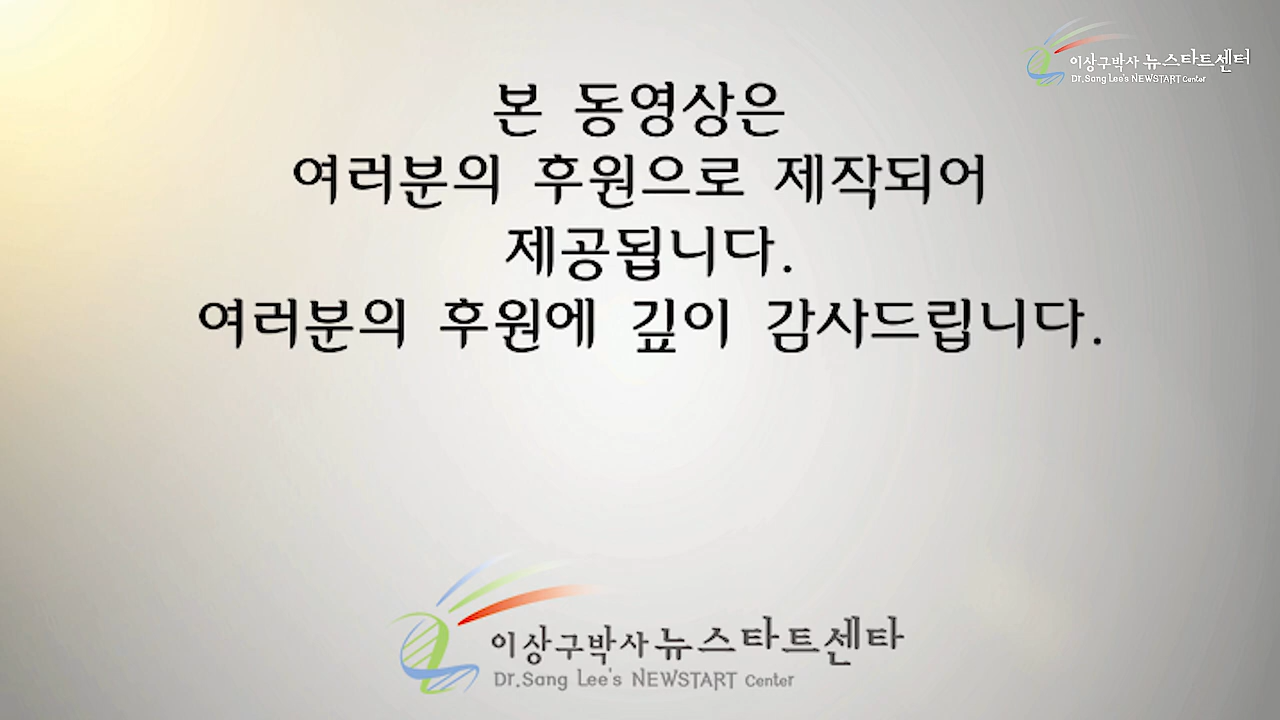 이상구박사 뉴스타트센터
Dr.Sang Lee's NEWSTART Center
본 동영상은
여러분의 후원으로 제작되어
제공됩니다.
여러분의 후원에 깊이 감사드립니다.
이상구박사 뉴스타트센타
Dr.Sang Lee's NEWSTART Center